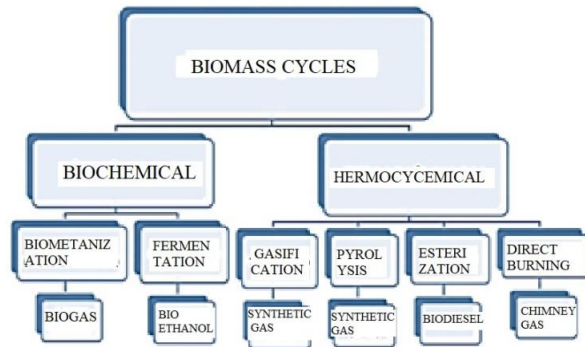 BIOMASS CYCLES
BIOCHEMICAL
HERMOCYCEMICAL
BIOMETANIZ
ATION
FERMEN
TATION
GASIFI
CATION
PYROL
YSIS
ESTERI
ZATION
DIRECT
BURNING
BIOGAS
BIO
ETHANOL
SYNTHETIC
GAS
SYNTHETIC
GAS
BIODIESEL
CHIMNEY
GAS